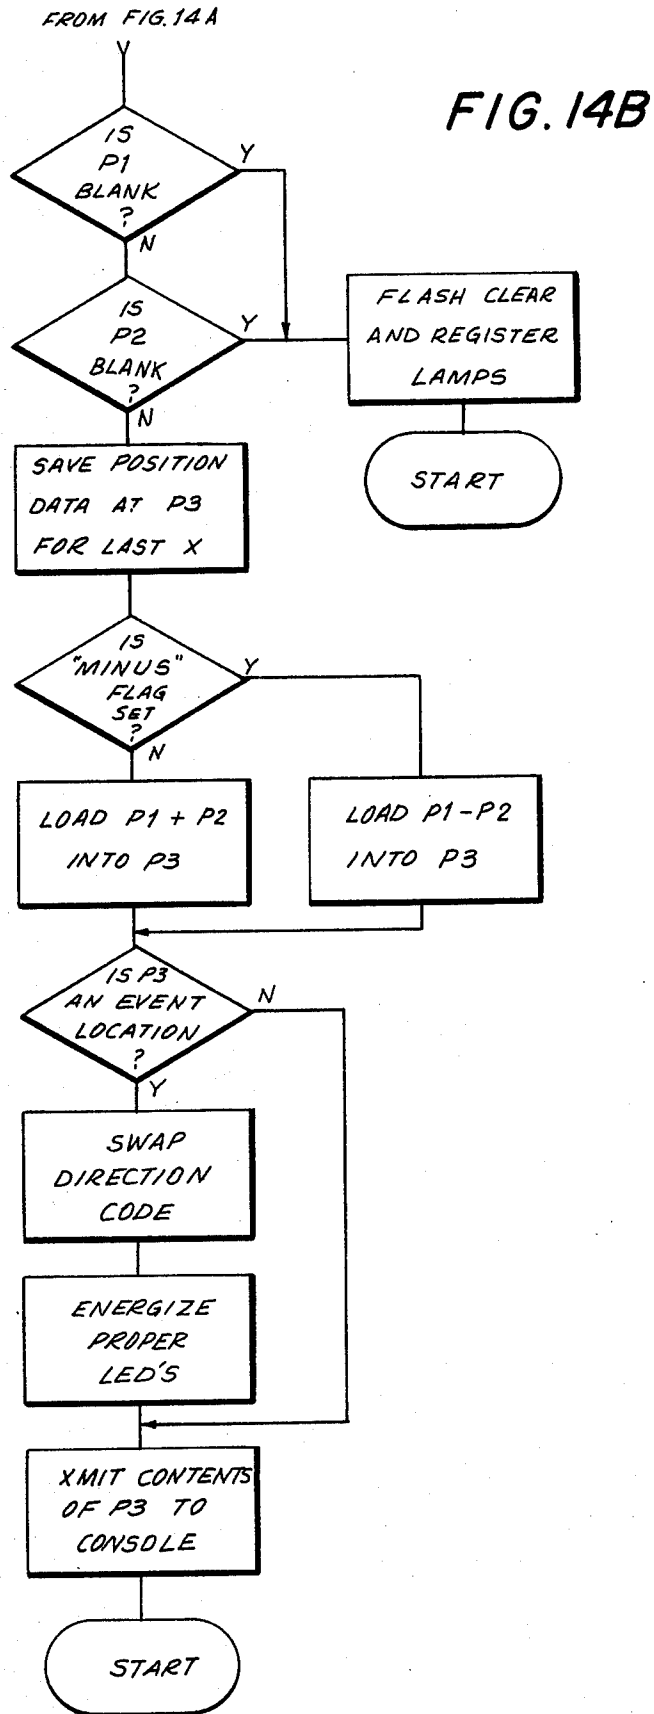 FROM FIG. 14A
Y
FIG. 14B
IS
P1
BLANK
?
Y
N
IS
P2
BLANK
?
Y
N
FLASH CLEAR
AND REGISTER
LAMPS
START
SAVE POSITION
DATA AT P3
FOR LAST X
IS
"MINUS"
FLAG
SET
?
Y
N
LOAD P1 + P2
INTO P3
LOAD P1-P2
INTO P3
IS P3
AN EVENT
LOCATION
?
N
Y
SWAP
DIRECTION
CODE
ENERGIZE
PROPER
LED'S
XMIT CONTENTS
OF P3 TO
CONSOLE
START